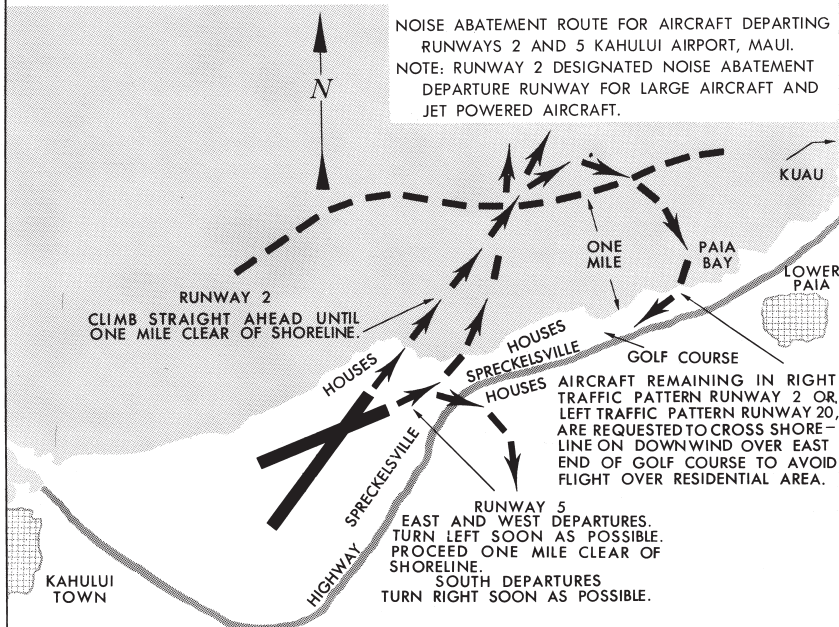 NOISE ABATEMENT ROUTE FOR AIRCRAFT DEPARTING
RUNWAYS 2 AND 5 KAHULUI AIRPORT, MAUI.
NOTE: RUNWAY 2 DESIGNATED NOISE ABATEMENT
DEPARTURE RUNWAY FOR LARGE AIRCRAFT AND
JET POWERED AIRCRAFT.
N
KUAU
ONE
MILE
PAIA
BAY
LOWER
PAIA
RUNWAY 2
CLIMB STRAIGHT AHEAD UNTIL
ONE MILE CLEAR OF SHORELINE.
HOUSES
HOUSES
SPRECKELSVILLE
HOUSES
GOLF COURSE
AIRCRAFT REMAINING IN RIGHT
TRAFFIC PATTERN RUNWAY 2 OR
LEFT TRAFFIC PATTERN RUNWAY 20,
ARE REQUESTED TO CROSS SHORE-
LINE ON DOWNWIND OVER EAST
END OF GOLF COURSE TO AVOID
FLIGHT OVER RESIDENTIAL AREA.
SPRECKELSVILLE
HIGHWAY
RUNWAY 5
EAST AND WEST DEPARTURES.
TURN LEFT SOON AS POSSIBLE.
PROCEED ONE MILE CLEAR OF
SHORELINE.
SOUTH DEPARTURES
TURN RIGHT SOON AS POSSIBLE.
KAHULUI
TOWN